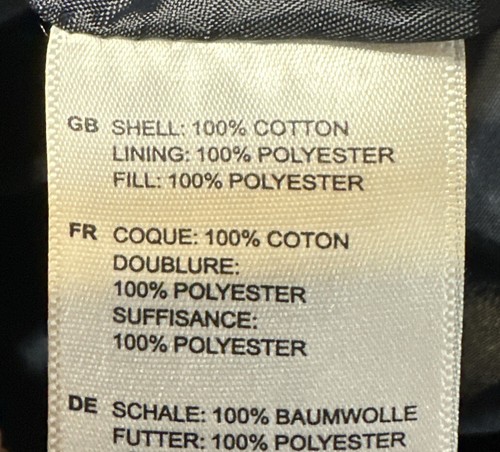 GB SHELL: 100% COTTON
LINING: 100% POLYESTER
FILL: 100% POLYESTER
FR COQUE: 100% COTON
DOUBLURE:
100% POLYESTER
SUFFISANCE:
100% POLYESTER
DE SCHALE: 100% BAUMWOLLE
FUTTER: 100% POLYESTER